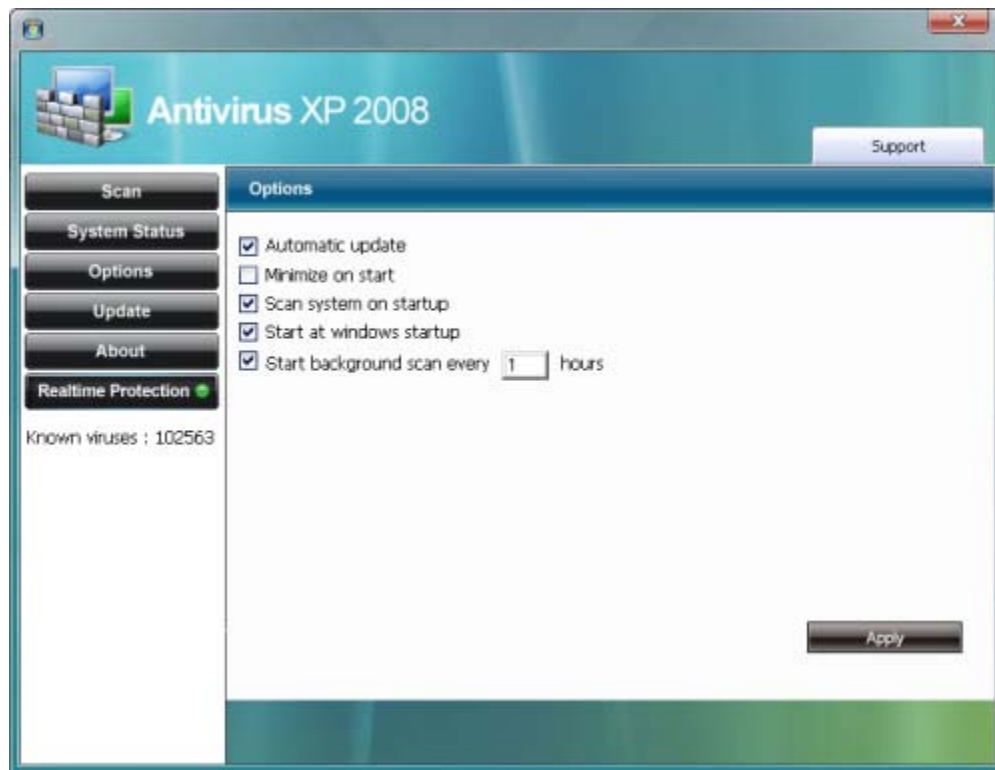 Antivirus XP 2008
Support
Scan
System Status
Options
Update
About
Realtime Protection
Known viruses : 102563
Options
Automatic update
Minimize on start
Scan system on startup
Start at windows startup
Start background scan every 1 hours
Apply